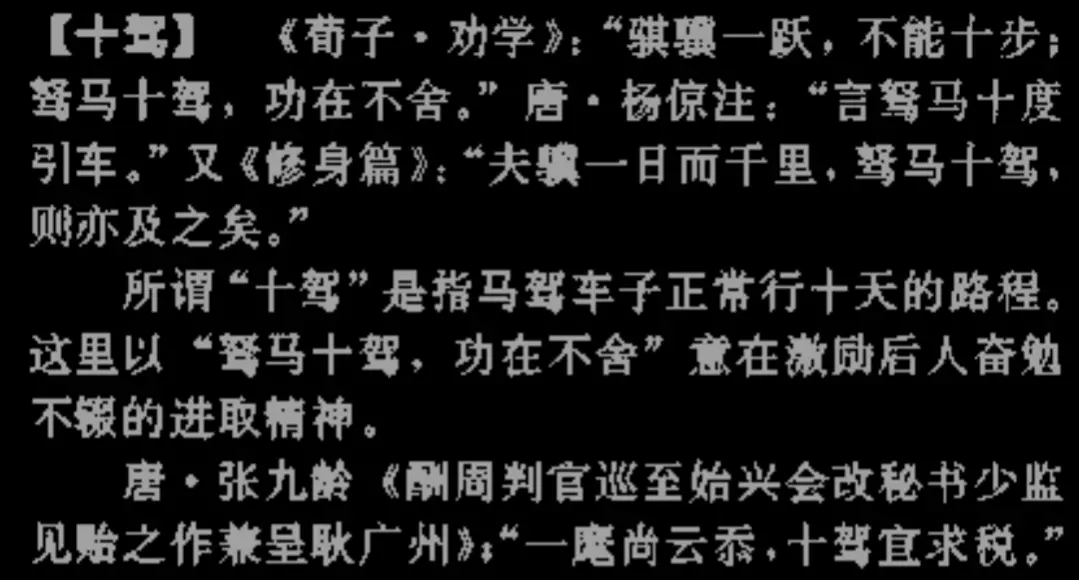 【十驾】 《荀子·劝学》：“骐骥一跃，不能十步；
驽马十驾，功在不舍。”唐·杨倞注：“言驽马十度
引车。”又《修身篇》：“夫骥一日而千里，驽马十驾，
则亦及之矣。”
所谓“十驾”是指马驾车子正常行十天的路程。
这里以“驽马十驾，功在不舍”意在激励后人奋勉
不辍的进取精神。
唐·张九龄《酬周判官巡至始兴会改秘书少监
见贻之作兼呈耿广州》：“一麾尚云忝，十驾宜求税。”